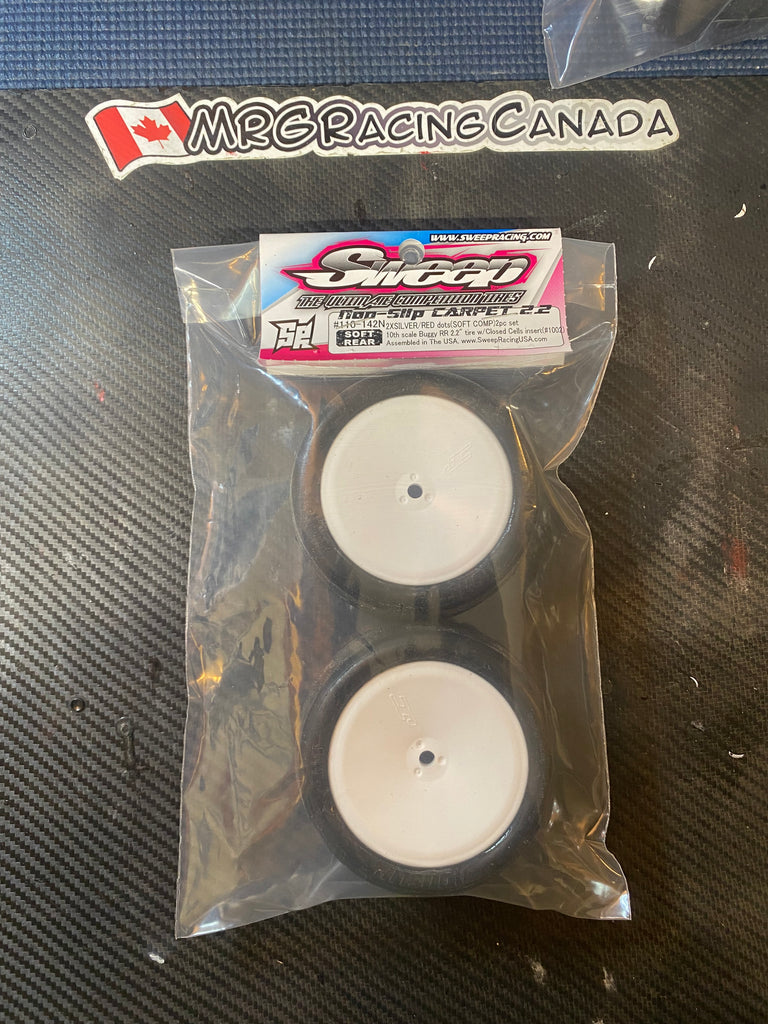 MRGRacingCanada
WWW.SWEEPRACING.COM
Sweep
THE ULTIMATE COMPETITION TIRES
non-slip CARPET 2.2
#110-142N 2XSILVER/RED dots(SOFT COMP)2pc set
SOFT REAR
10th scale Buggy RR 2.2" tire w/Closed Cells insert(#1002)
Assembled in The USA. www.SweepRacingUSA.com